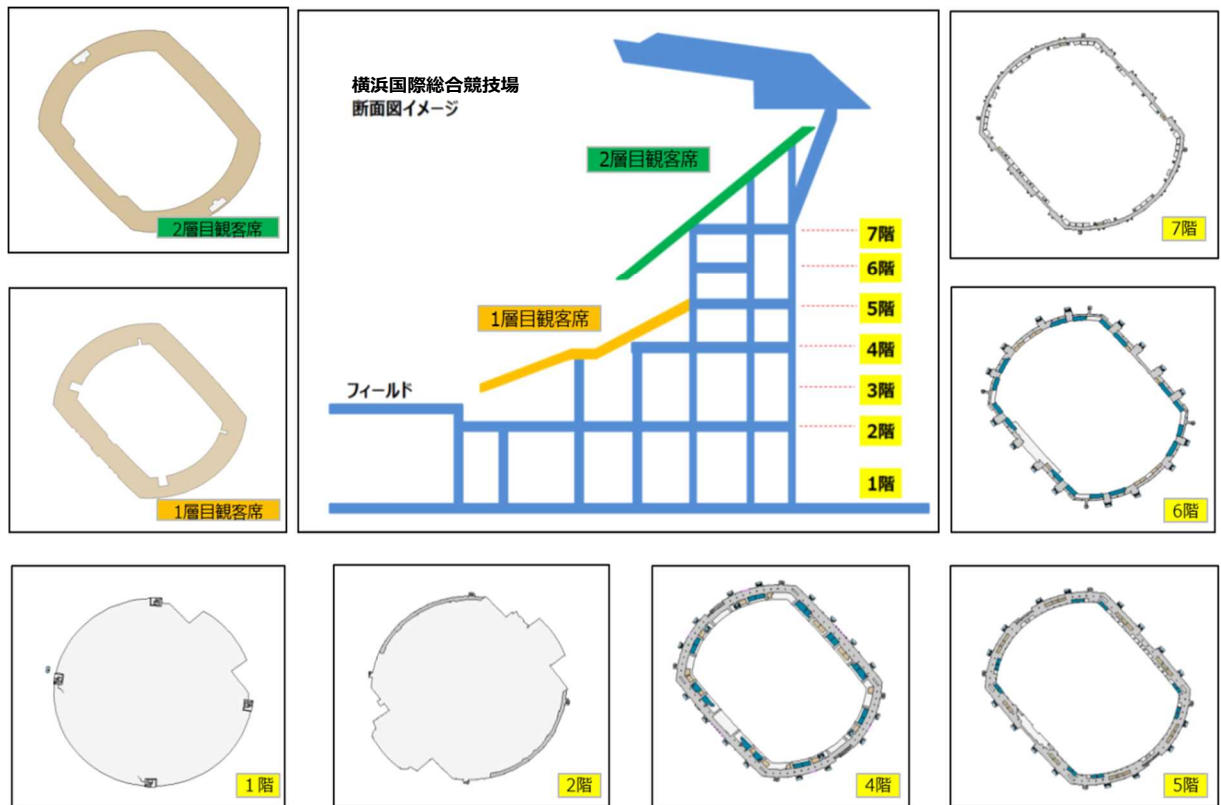 横浜国際総合競技場
断面図イメージ
2層目観客席
2層目観客席
7階
7階
6階
5階
1層目観客席
4階
フィールド
3階
2階
1階
1層目観客席
6階
1階
2階
4階
5階